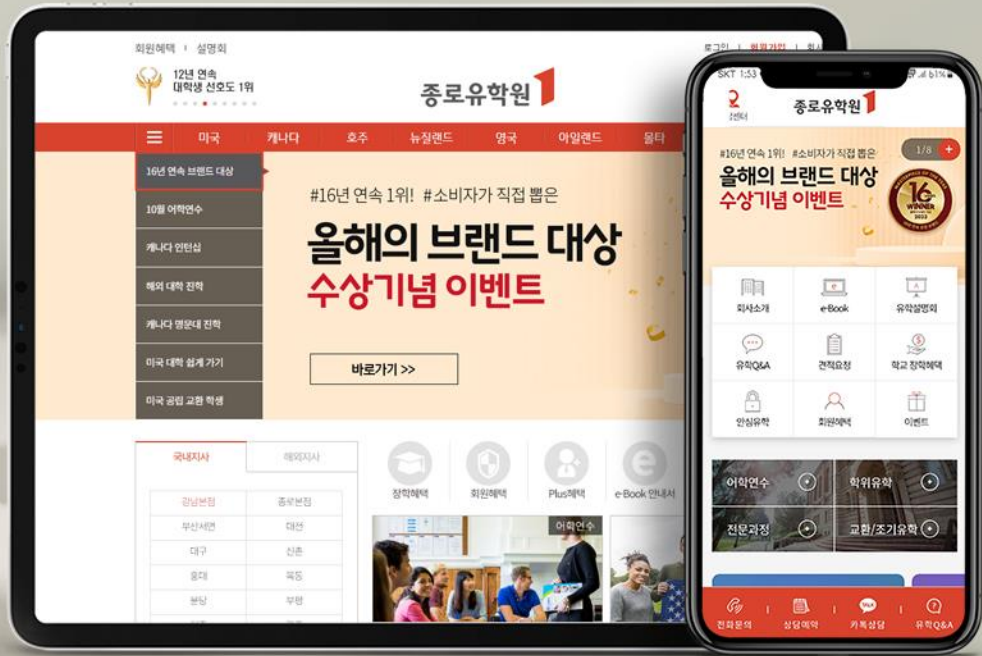 회원혜택 | 설명회
로그인 | 회원가입 |
12년 연속
대학생 선호도 1위
종로유학원
미국 캐나다 호주 뉴질랜드 영국 아일랜드 몰타
16년 연속 브랜드 대상
10월 어학연수
캐나다 인턴십
해외 대학 진학
캐나다 명문대 진학
미국 대학 쉽게 가기
미국 공립 교환 학생
#16년 연속 1위! #소비자가 직접 뽑은
올해의 브랜드 대상
수상기념 이벤트
바로가기 >>
국내지사 해외지사
강남본점 종로본점
부산서면 대전
대구 신촌
홍대 목동
분당 부평
장학혜택 회원혜택 Plus혜택 e-Book 안내서
어학연수
SKT 1:53
61%
종로유학원
#16년 연속 1위! #소비자가 직접 뽑은
1/8 +
올해의 브랜드 대상
수상기념 이벤트
16
WINNER
2022
회사소개 e-Book 유학설명회
유학Q&A 견적요청 학교 장학혜택
안심유학 회원혜택 이벤트
어학연수 학위유학
전문과정 교환/조기유학
TALK
전화문의 상담예약 카톡상담 유학Q&A